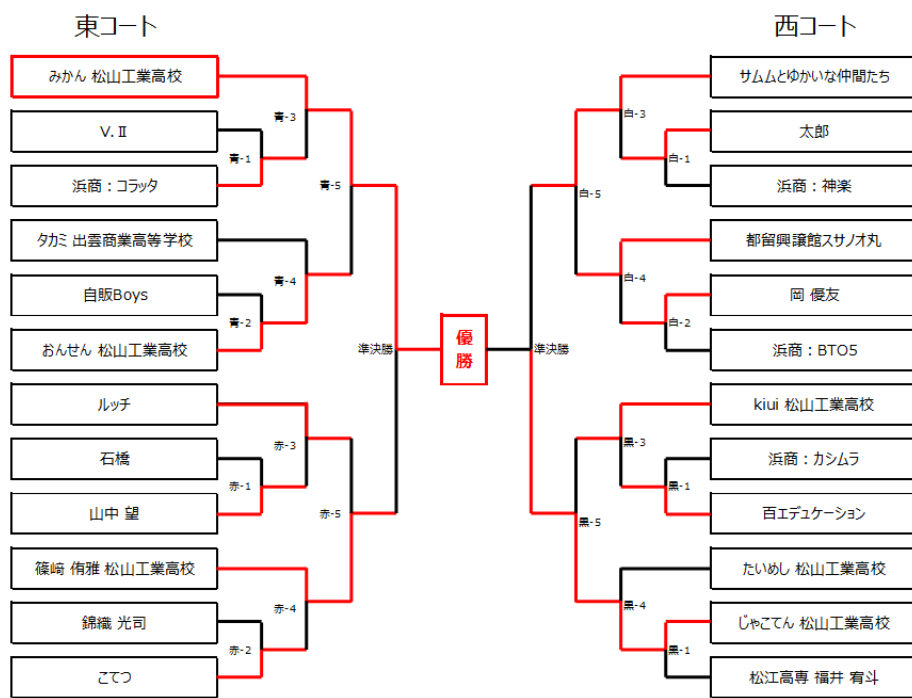 東コート
西コート
みかん 松山工業高校
V.Ⅱ
浜商：コラッタ
タカミ 出雲商業高等学校
自販Boys
おんせん 松山工業高校
ルッチ
石橋
山中 望
篠﨑 侑雅 松山工業高校
錦織 光司
こてつ
青-3
青-1
青-5
青-4
青-2
準決勝
赤-3
赤-1
赤-5
赤-4
赤-2
優
勝
準決勝
白-3
白-1
白-5
白-4
白-2
黒-3
黒-1
黒-5
黒-4
黒-1
サムムとゆかいな仲間たち
太郎
浜商：神楽
都留興譲館スサノオ丸
岡 優友
浜商：BTO5
kiui 松山工業高校
浜商：カシムラ
百エデュケーション
たいめし 松山工業高校
じゃこてん 松山工業高校
松江高専 福井 宥斗